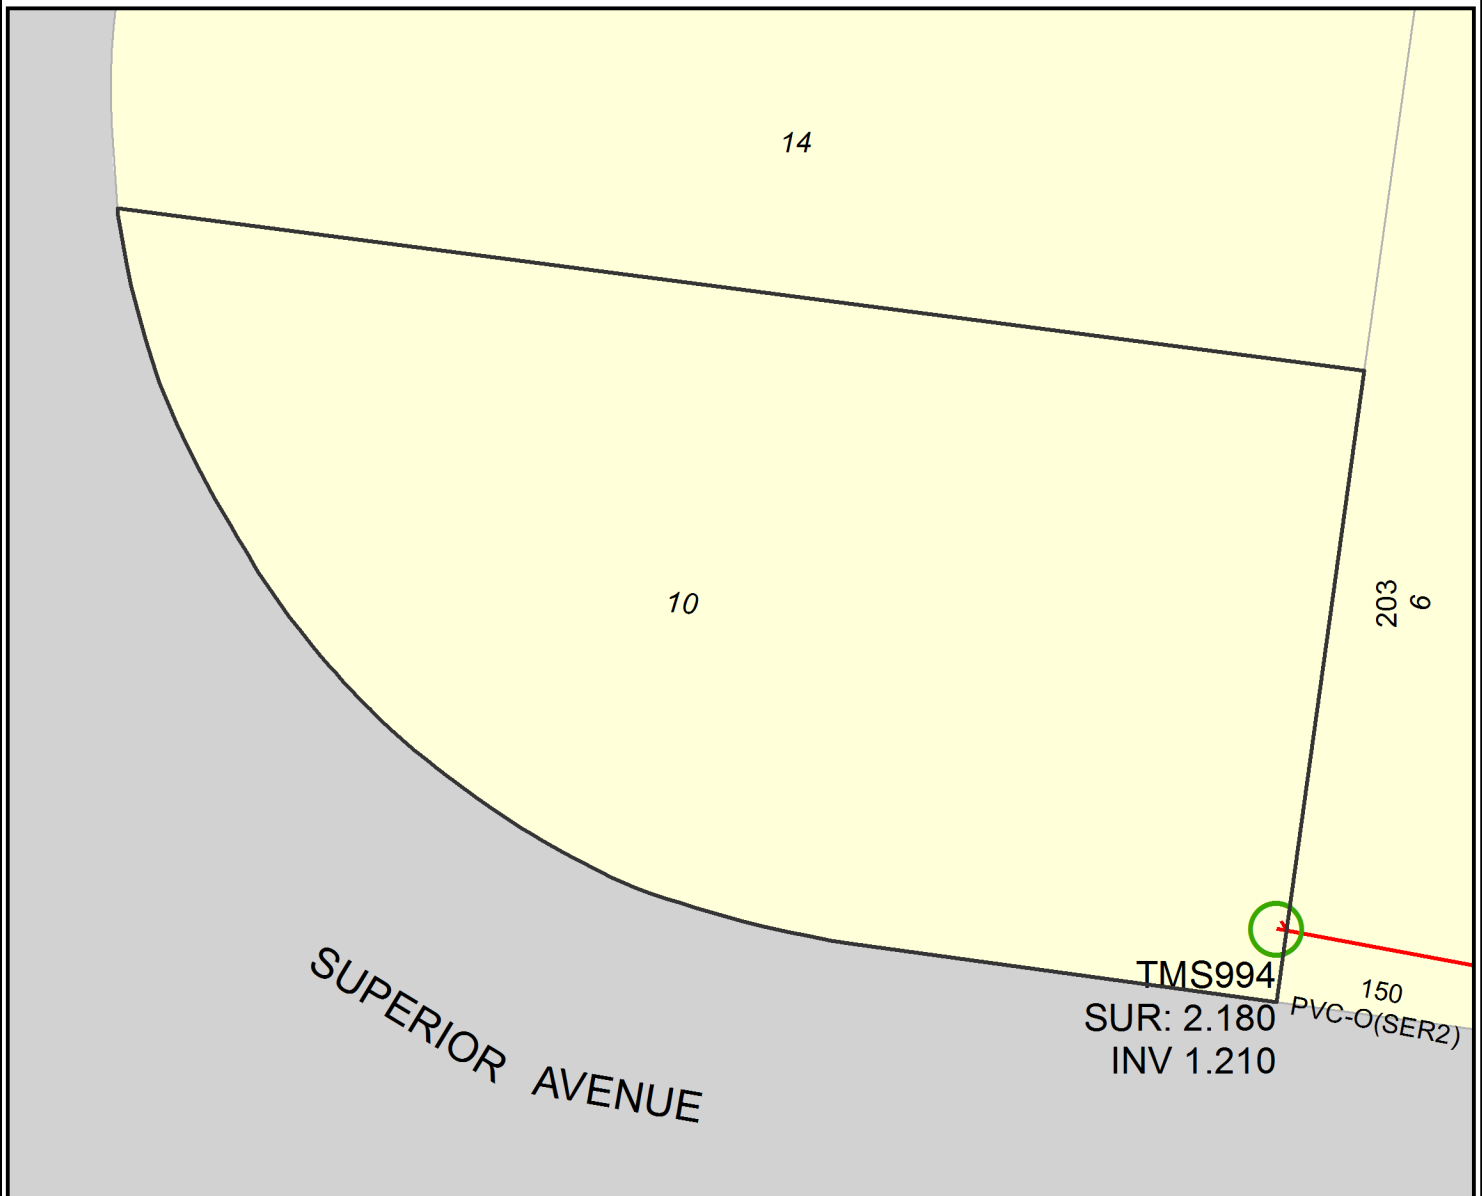 14
10
203
6
TMS994
SUR: 2.180
INV 1.210
150
PVC-O(SER2)
SUPERIOR AVENUE